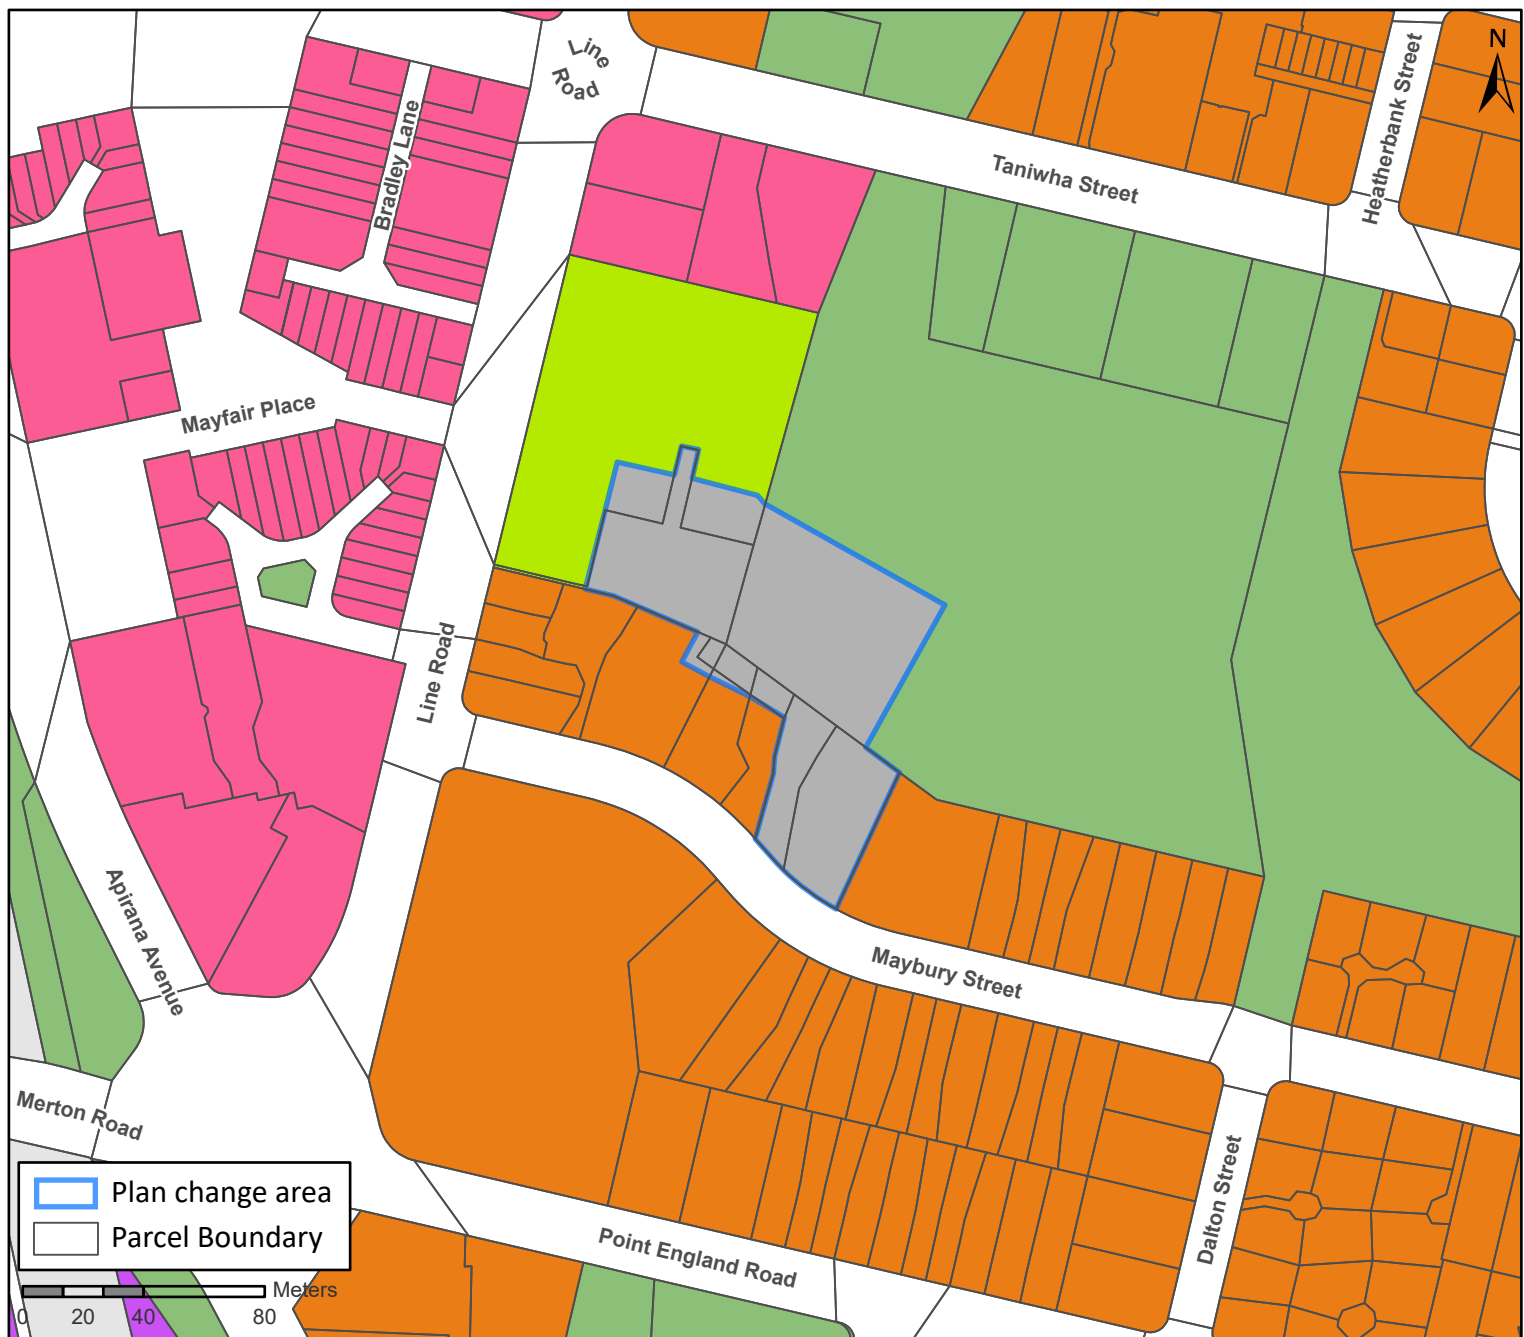 Line
Road
N
Heatherbank Street
Taniwha Street
Bradley Lane
Mayfair Place
Line Road
Apirana Avenue
Maybury Street
Merton Road
Dalton Street
Point England Road
Plan change area
Parcel Boundary
Meters
0 20 40 80